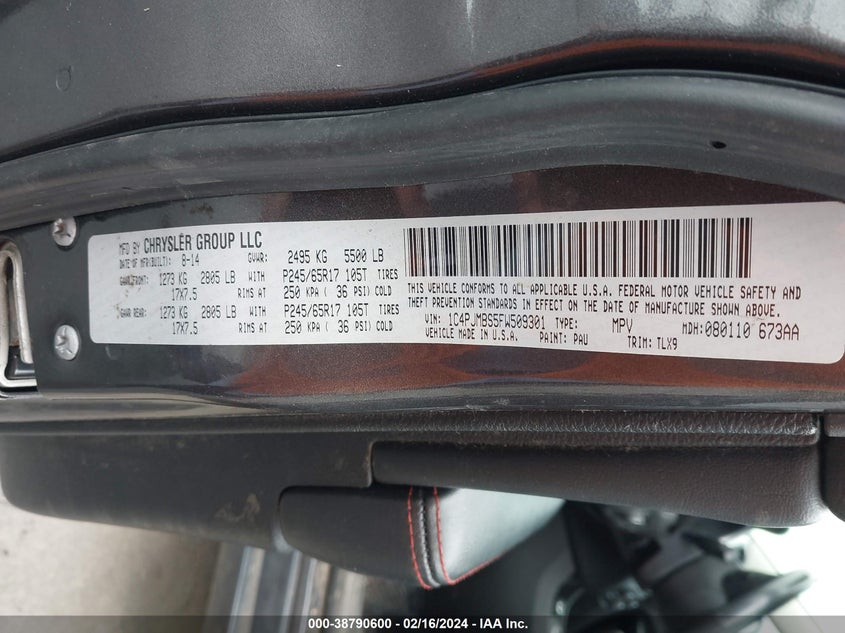 MFD BY CHRYSLER GROUP LLC
DATE OF MFR(BUILT): 8-14 GVWR: 2495 KG 5500 LB
GAWR FRONT: 1273 KG 2805 LB WITH P245/65R17 105T TIRES
17X7.5 RIMS AT 250 KPA ( 36 PSI) COLD
GAWR REAR: 1273 KG 2805 LB WITH P245/65R17 105T TIRES
17X7.5 RIMS AT 250 KPA ( 36 PSI) COLD
THIS VEHICLE CONFORMS TO ALL APPLICABLE U.S.A. FEDERAL MOTOR VEHICLE SAFETY AND
THEFT PREVENTION STANDARDS IN EFFECT ON THE DATE OF MANUFACTURE SHOWN ABOVE.
VIN: 1C4PJMBS5FW509301 TYPE: MPV MDH: 080110 673AA
VEHICLE MADE IN U.S.A. PAINT: PAU TRIM: TLX9
000-38790600 - 02/16/2024 - IAA Inc.